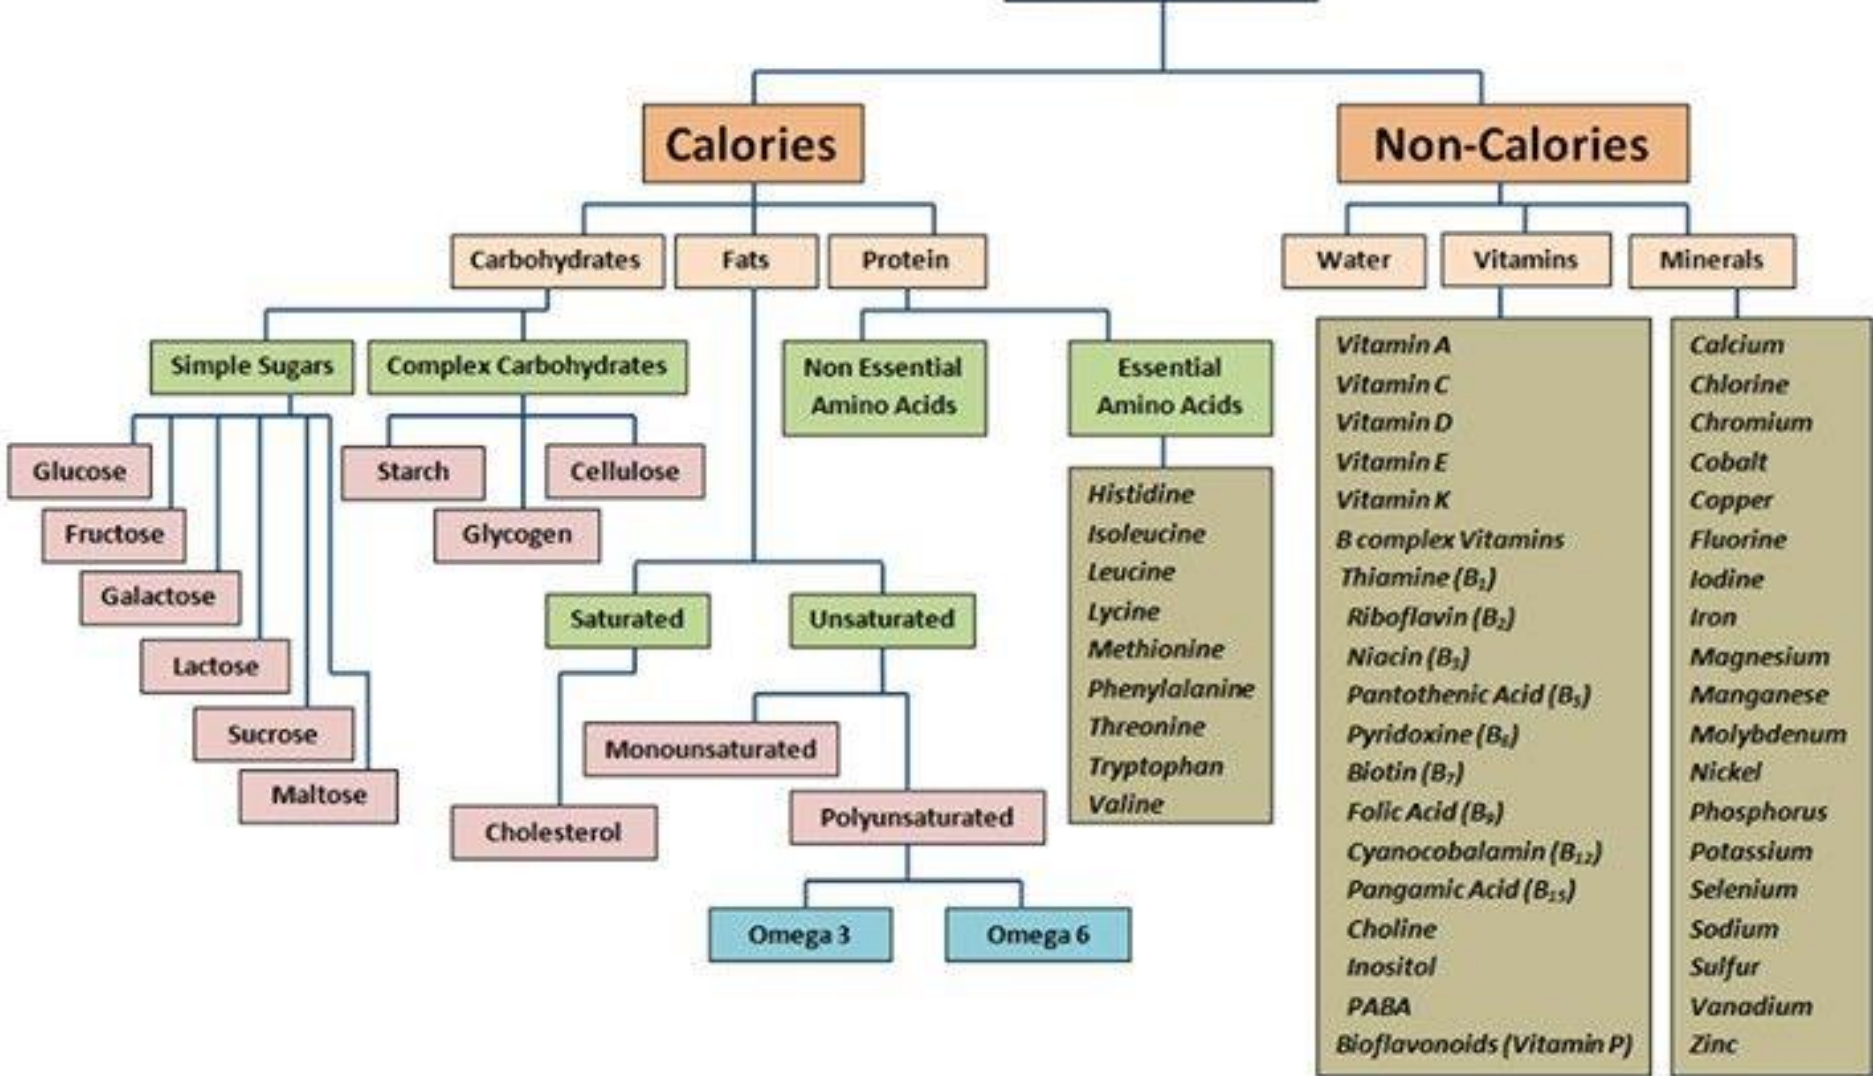 Calories
Non-Calories
Carbohydrates
Fats
Protein
Water
Vitamins
Minerals
Simple Sugars
Complex Carbohydrates
Non Essential
Amino Acids
Essential
Amino Acids
Glucose
Fructose
Galactose
Lactose
Sucrose
Maltose
Starch
Cellulose
Glycogen
Saturated
Unsaturated
Monounsaturated
Cholesterol
Polyunsaturated
Omega 3
Omega 6
Histidine
Isoleucine
Leucine
Lycine
Methionine
Phenylalanine
Threonine
Tryptophan
Valine
Vitamin A
Vitamin C
Vitamin D
Vitamin E
Vitamin K
B complex Vitamins
Thiamine (B₁)
Riboflavin (B₂)
Niacin (B₃)
Pantothenic Acid (B₅)
Pyridoxine (B₆)
Biotin (B₇)
Folic Acid (B₉)
Cyanocobalamin (B₁₂)
Pangamic Acid (B₁₅)
Choline
Inositol
PABA
Bioflavonoids (Vitamin P)
Calcium
Chlorine
Chromium
Cobalt
Copper
Fluorine
Iodine
Iron
Magnesium
Manganese
Molybdenum
Nickel
Phosphorus
Potassium
Selenium
Sodium
Sulfur
Vanadium
Zinc